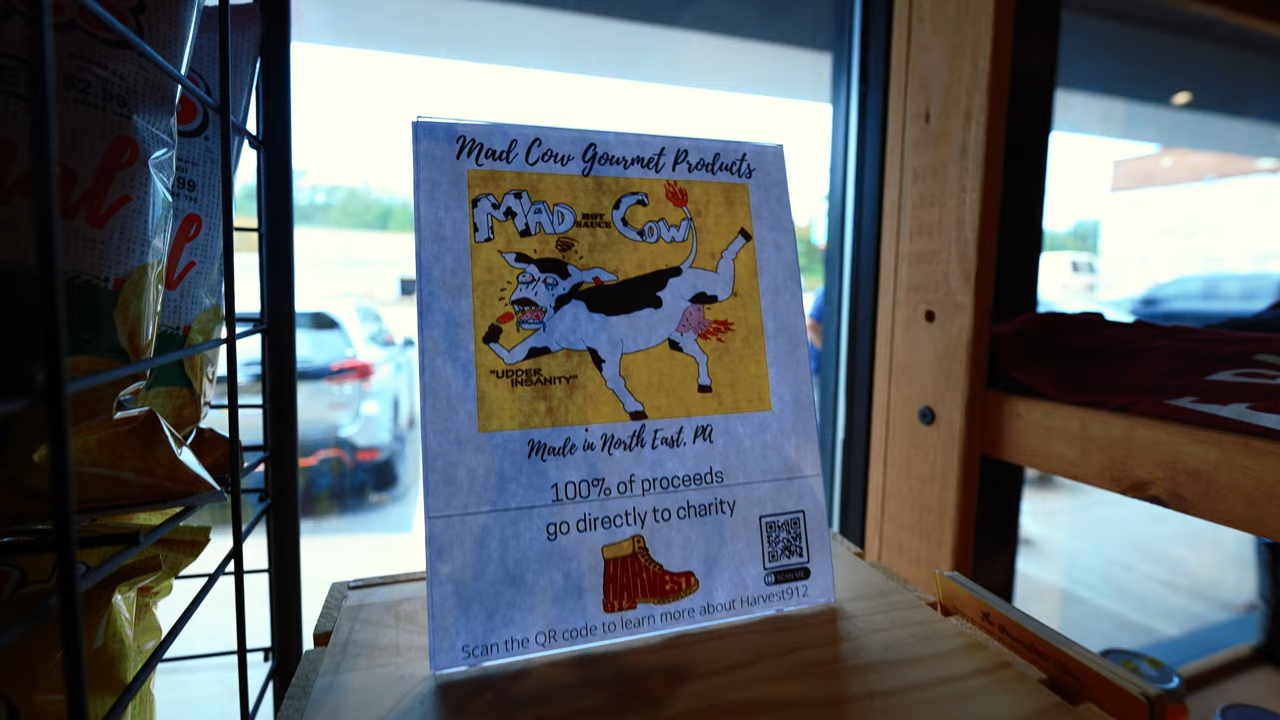 Mad Cow Gourmet Products
MAD HOT SAUCE COW
"UDDER
INSANITY"
Made in North East, PA
100% of proceeds
go directly to charity
HARVEST
SCAN ME
Scan the QR code to learn more about Harvest912
$2.99
.99